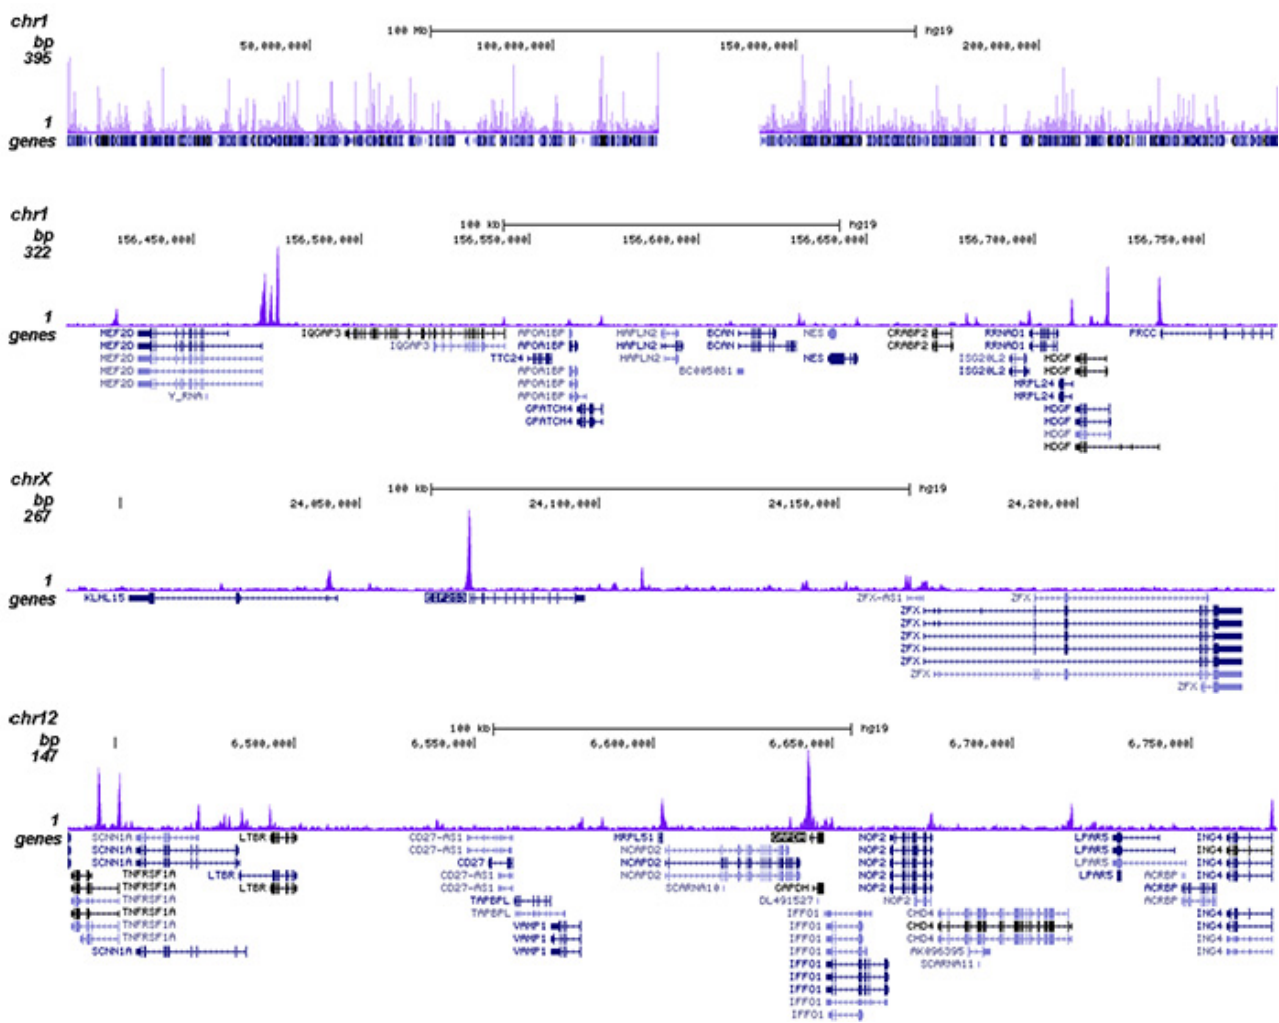 chr1 100 Mb hg19
bp 50,000,000 100,000,000 150,000,000 200,000,000
395
1
genes
chr1 100 kb hg19
bp 156,450,000 156,500,000 156,550,000 156,600,000 156,650,000 156,700,000 156,750,000
322
1
genes
MEF2D IQGAP3 APOA1BP HAPLN2 BCAN NES CRABP2 RRNAD1 PRCC
MEF2D IQGAP3 APOA1BP HAPLN2 BCAN CRABP2 RRNAD1
MEF2D TTC24 HAPLN2 NES ISG20L2 HDGF
MEF2D APOA1BP BC005081 ISG20L2 HDGF
MEF2D APOA1BP MRPL24
Y_RNA APOA1BP MRPL24
GPATCH4 HDGF
GPATCH4 HDGF
HDGF
HDGF
chrX 100 kb hg19
bp 24,050,000 24,100,000 24,150,000 24,200,000
267
1
genes KLHL15 EIF2S3 ZFX-AS1 ZFX
ZFX
ZFX
ZFX
ZFX
ZFX
ZFX
ZFX
chr12 100 kb hg19
bp 6,500,000 6,550,000 6,600,000 6,650,000 6,700,000 6,750,000
147
1
genes SCNN1A LTBR CD27-AS1 MRPL51 GAPDH NOP2 LPAR5 ING4
SCNN1A CD27-AS1 NCAPD2 NOP2 LPAR5 ING4
SCNN1A CD27 NCAPD2 NOP2 LPAR5 ING4
TNFRSF1A LTBR CD27-AS1 NCAPD2 NOP2 LPAR5 ACRBP ING4
TNFRSF1A LTBR CD27-AS1 SCARNA10 GAPDH NOP2 ACRBP ING4
TNFRSF1A TAPBPL DL491527 NOP2 ACRBP ING4
TNFRSF1A TAPBPL IFFO1 CHD4 ING4
TNFRSF1A VAMP1 IFFO1 CHD4 ING4
TNFRSF1A VAMP1 IFFO1 CHD4 ING4
SCNN1A VAMP1 IFFO1 AK096395 ING4
IFFO1 SCARNA11
IFFO1
IFFO1
IFFO1
IFFO1